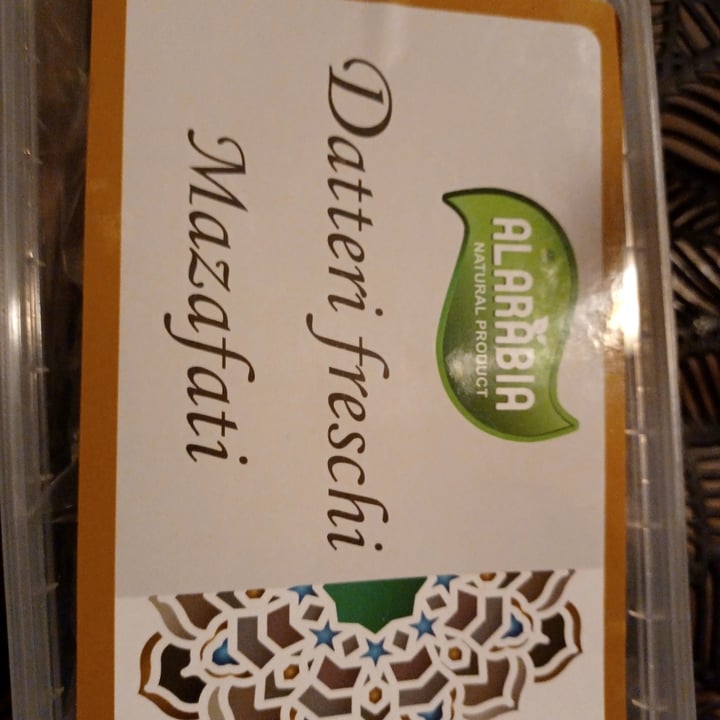 ALARABIA
NATURAL PRODUCT
Datteri freschi
Mazafati